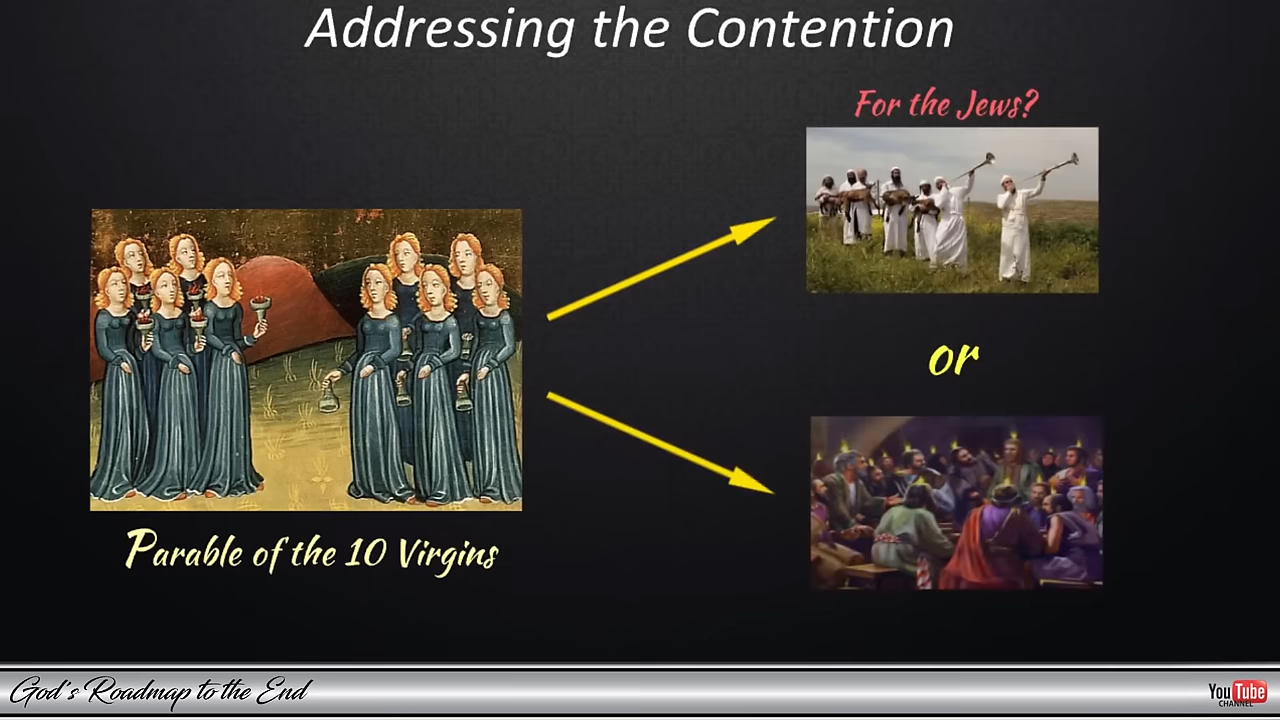 Addressing the Contention
For the Jews?
or
Parable of the 10 Virgins
God's Roadmap to the End
YouTube
CHANNEL